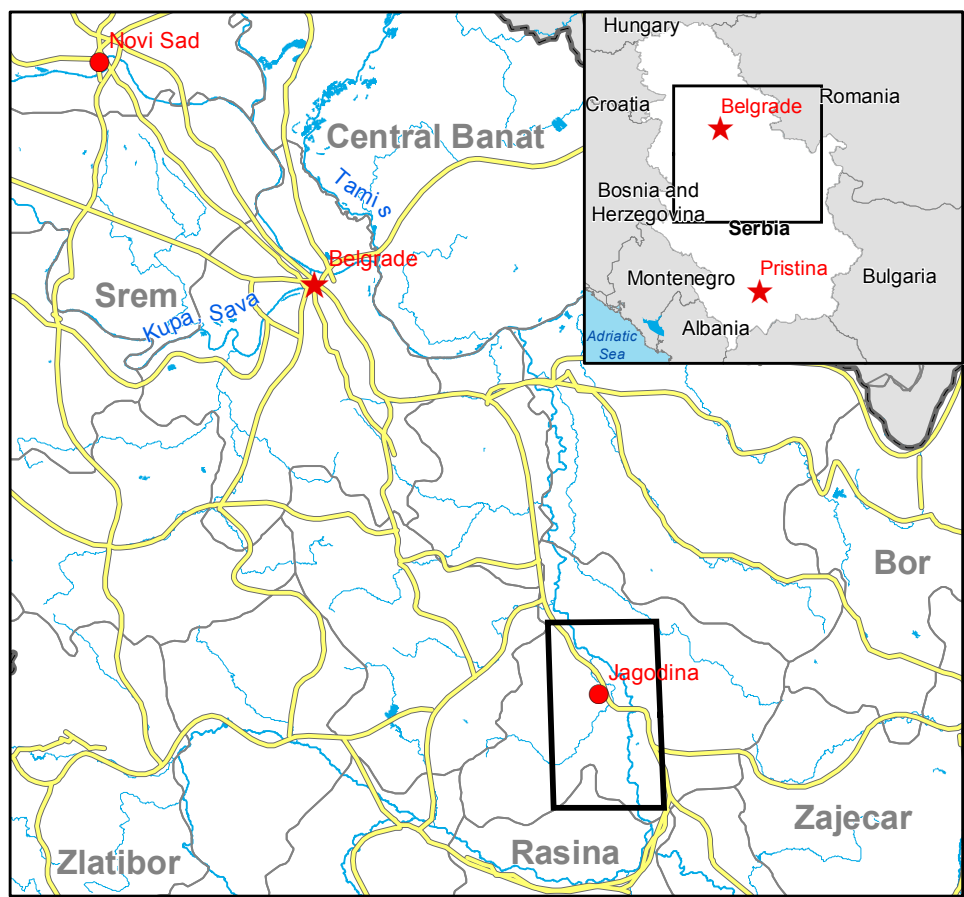 Novi Sad
Central Banat
Tami s
Belgrade
Srem
Kupa, Sava
Bor
Jagodina
Zajecar
Rasina
Zlatibor
Hungary
Croatia
Belgrade
Romania
Bosnia and
Herzegovina
Serbia
Montenegro
Pristina
Bulgaria
Albania
Adriatic
Sea